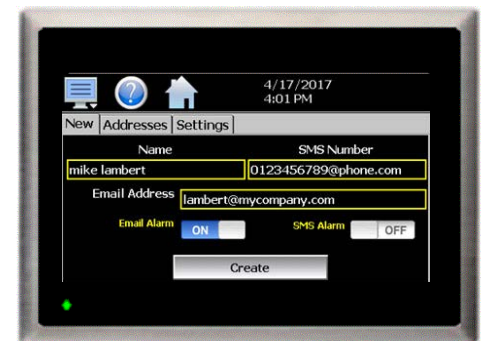 4/17/2017
4:01 PM
New Addresses Settings
Name SMS Number
mike lambert 0123456789@phone.com
Email Address lambert@mycompany.com
Email Alarm ON SMS Alarm OFF
Create